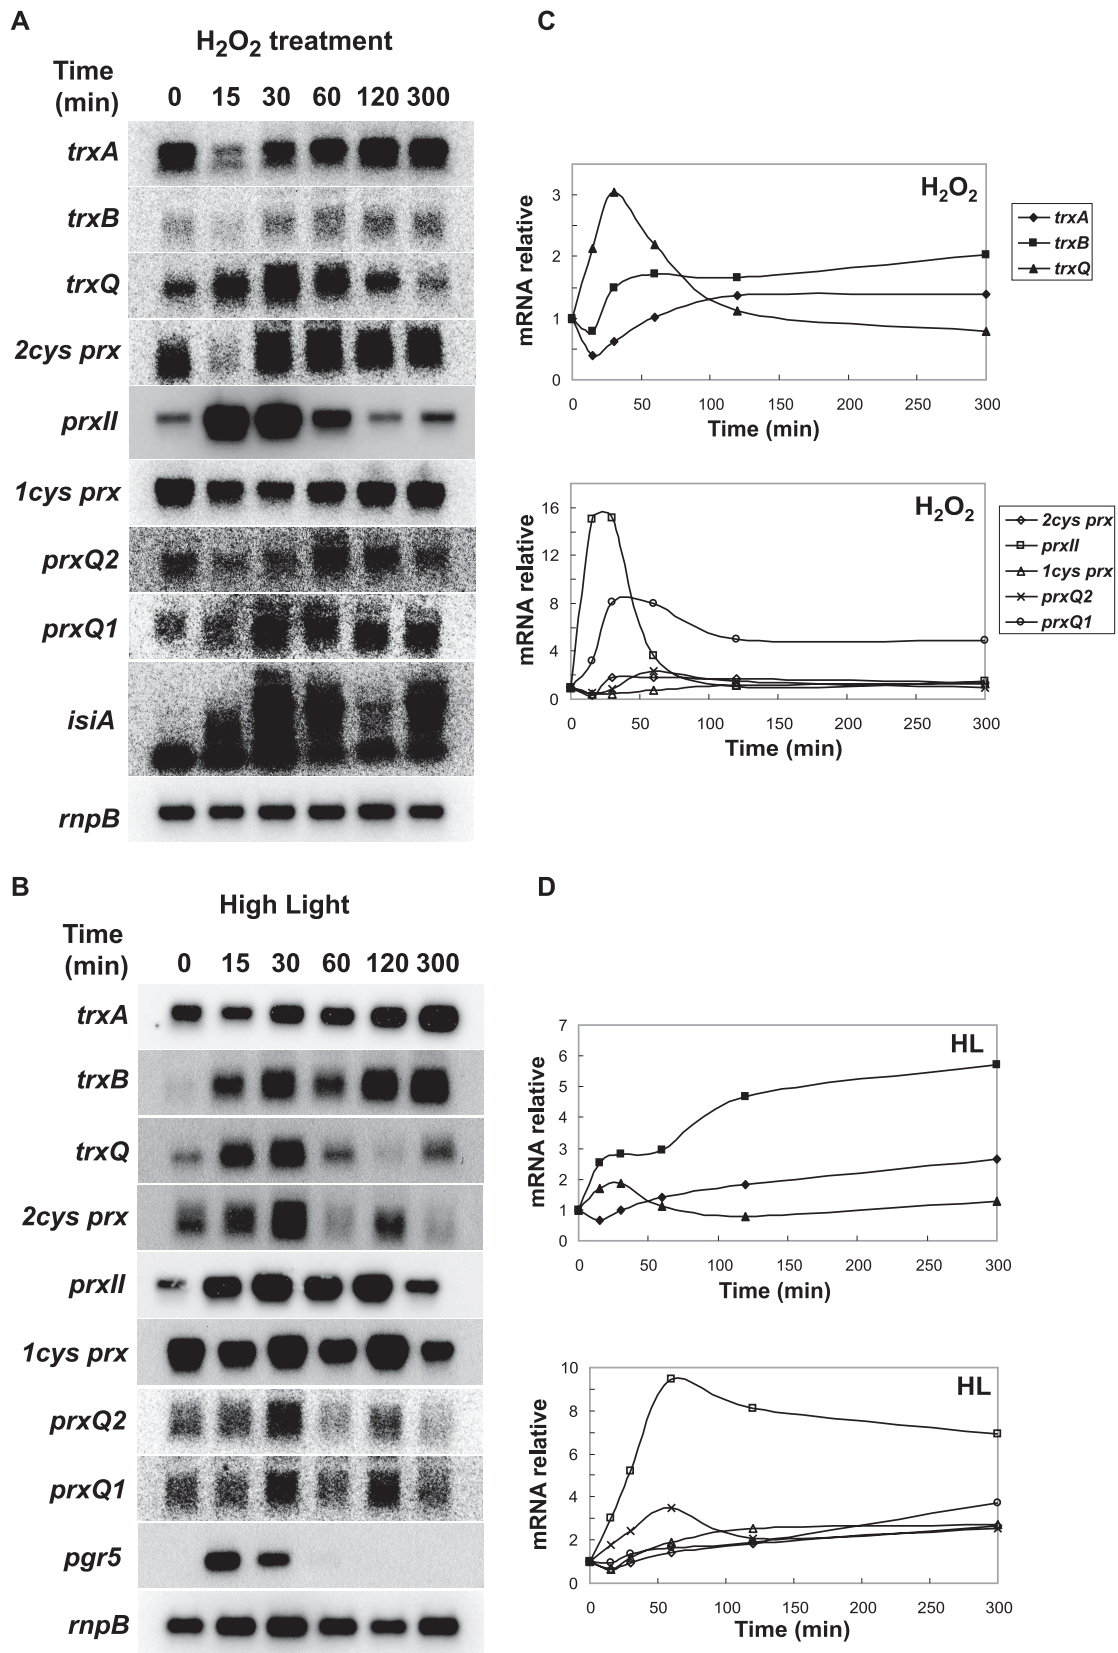 A
H₂O₂ treatment
Time
(min)
0 15 30 60 120 300
trxA
trxB
trxQ
2cys prx
prxII
1cys prx
prxQ2
prxQ1
isiA
rnpB
C
H₂O₂
mRNA relative
3
2
1
0
0 50 100 150 200 250 300
Time (min)
trxA
trxB
trxQ
H₂O₂
mRNA relative
16
12
8
4
0
0 50 100 150 200 250 300
Time (min)
2cys prx
prxII
1cys prx
prxQ2
prxQ1
B
High Light
Time
(min)
0 15 30 60 120 300
trxA
trxB
trxQ
2cys prx
prxII
1cys prx
prxQ2
prxQ1
pgr5
rnpB
D
HL
mRNA relative
7
6
5
4
3
2
1
0
0 50 100 150 200 250 300
Time (min)
HL
mRNA relative
10
8
6
4
2
0
0 50 100 150 200 250 300
Time (min)